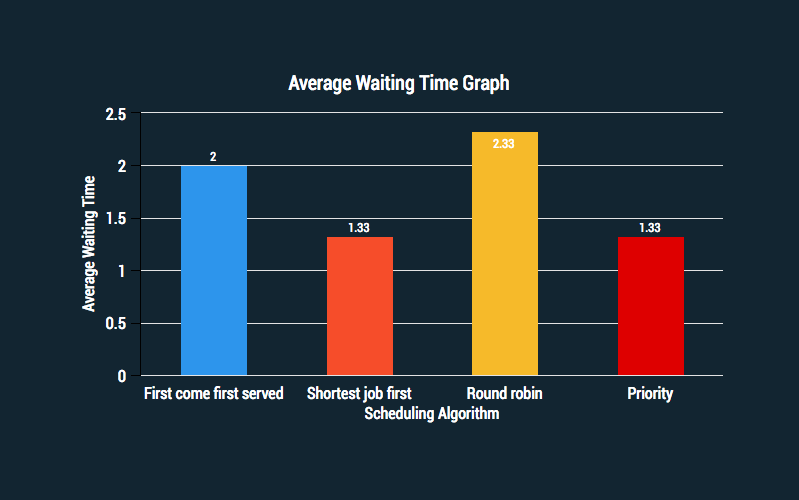 Average Waiting Time Graph
Average Waiting Time
2.5
2
1.5
1
0.5
0
2
1.33
2.33
1.33
First come first served
Shortest job first
Round robin
Priority
Scheduling Algorithm